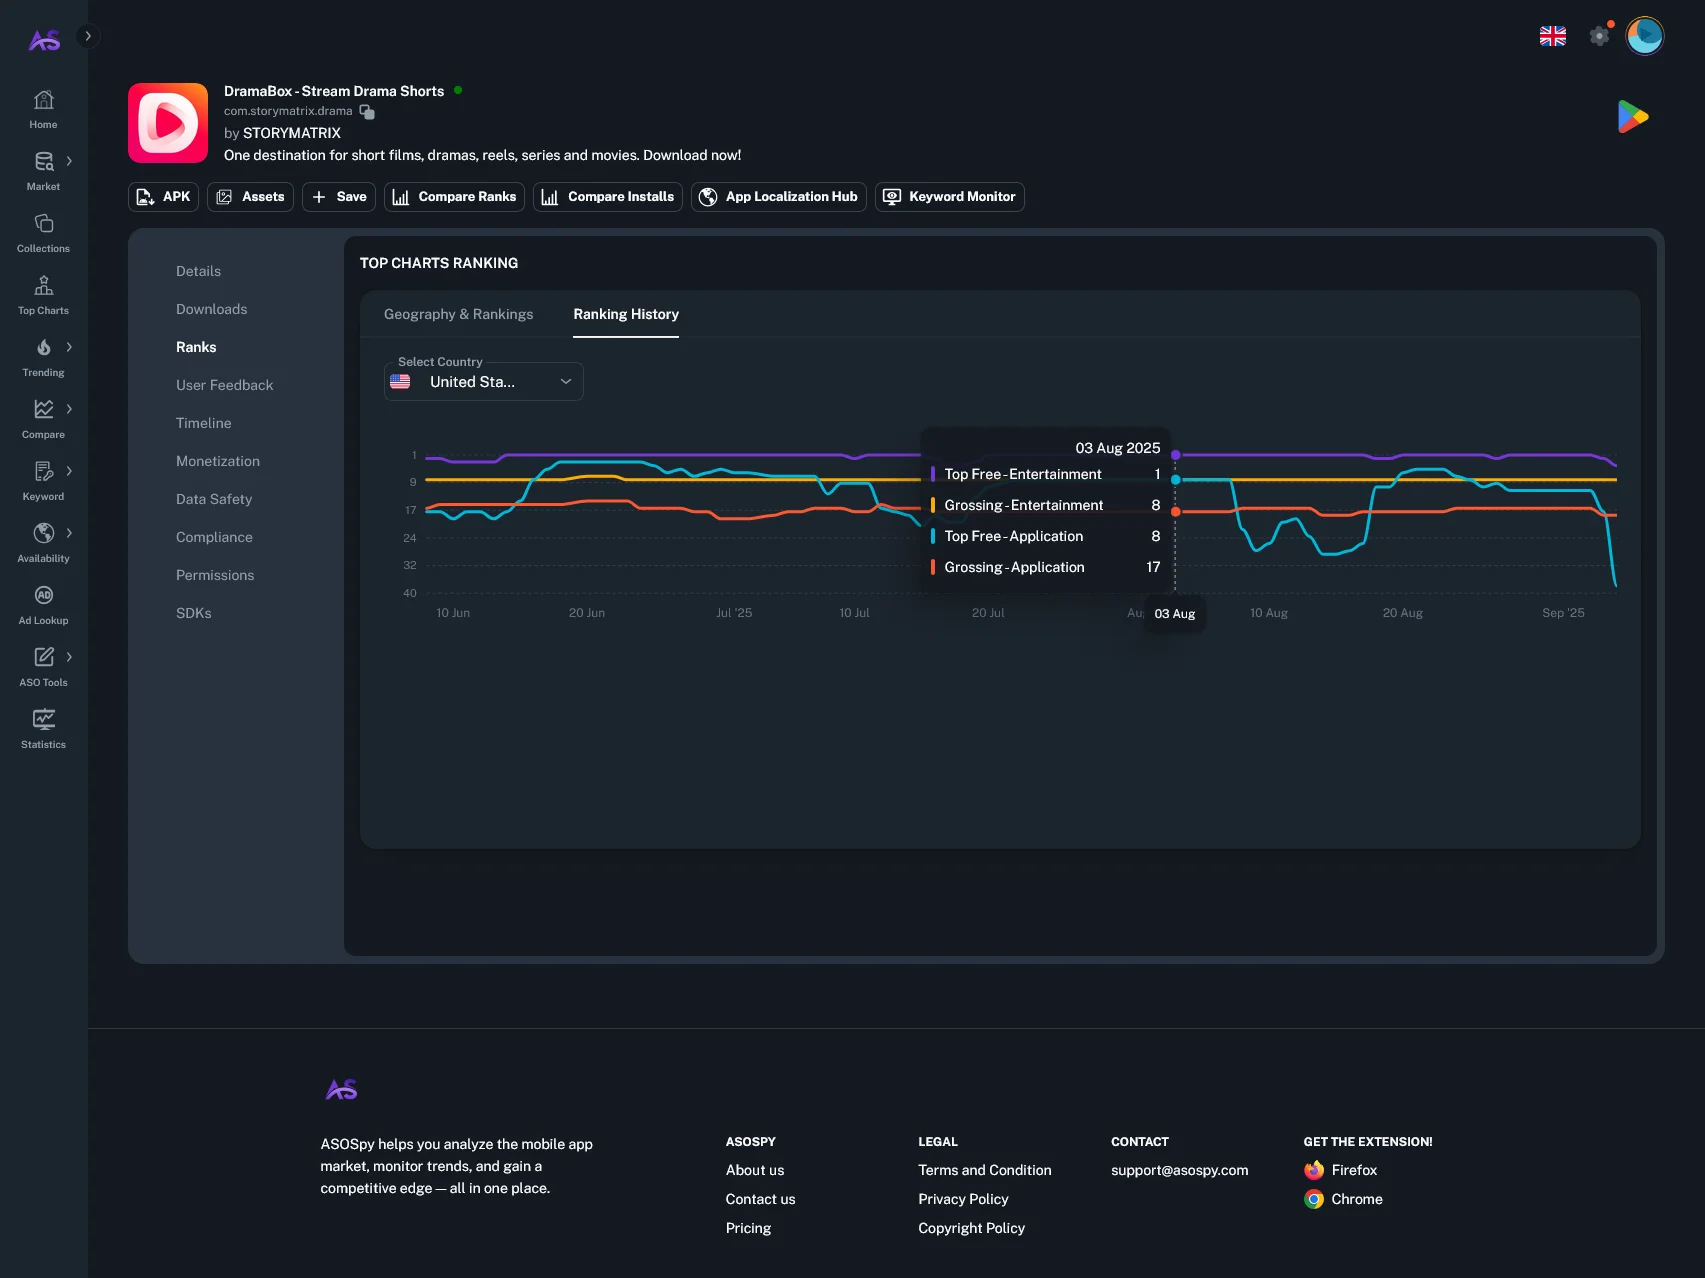 AS
Home
Market
Collections
Top Charts
Trending
Compare
Keyword
Availability
AD
Ad Lookup
ASO Tools
Statistics
DramaBox - Stream Drama Shorts
com.storymatrix.drama
by STORYMATRIX
One destination for short films, dramas, reels, series and movies. Download now!
APK
Assets
Save
Compare Ranks
Compare Installs
App Localization Hub
Keyword Monitor
Details
Downloads
Ranks
User Feedback
Timeline
Monetization
Data Safety
Compliance
Permissions
SDKs
TOP CHARTS RANKING
Geography & Rankings
Ranking History
Select Country
United Sta...
1
9
17
24
32
40
03 Aug 2025
Top Free - Entertainment 1
Grossing - Entertainment 8
Top Free - Application 8
Grossing - Application 17
10 Jun
20 Jun
Jul '25
10 Jul
20 Jul
03 Aug
10 Aug
20 Aug
Sep '25
AS
ASOSpy helps you analyze the mobile app
market, monitor trends, and gain a
competitive edge — all in one place.
ASOSPY
About us
Contact us
Pricing
LEGAL
Terms and Condition
Privacy Policy
Copyright Policy
CONTACT
support@asospy.com
GET THE EXTENSION!
Firefox
Chrome